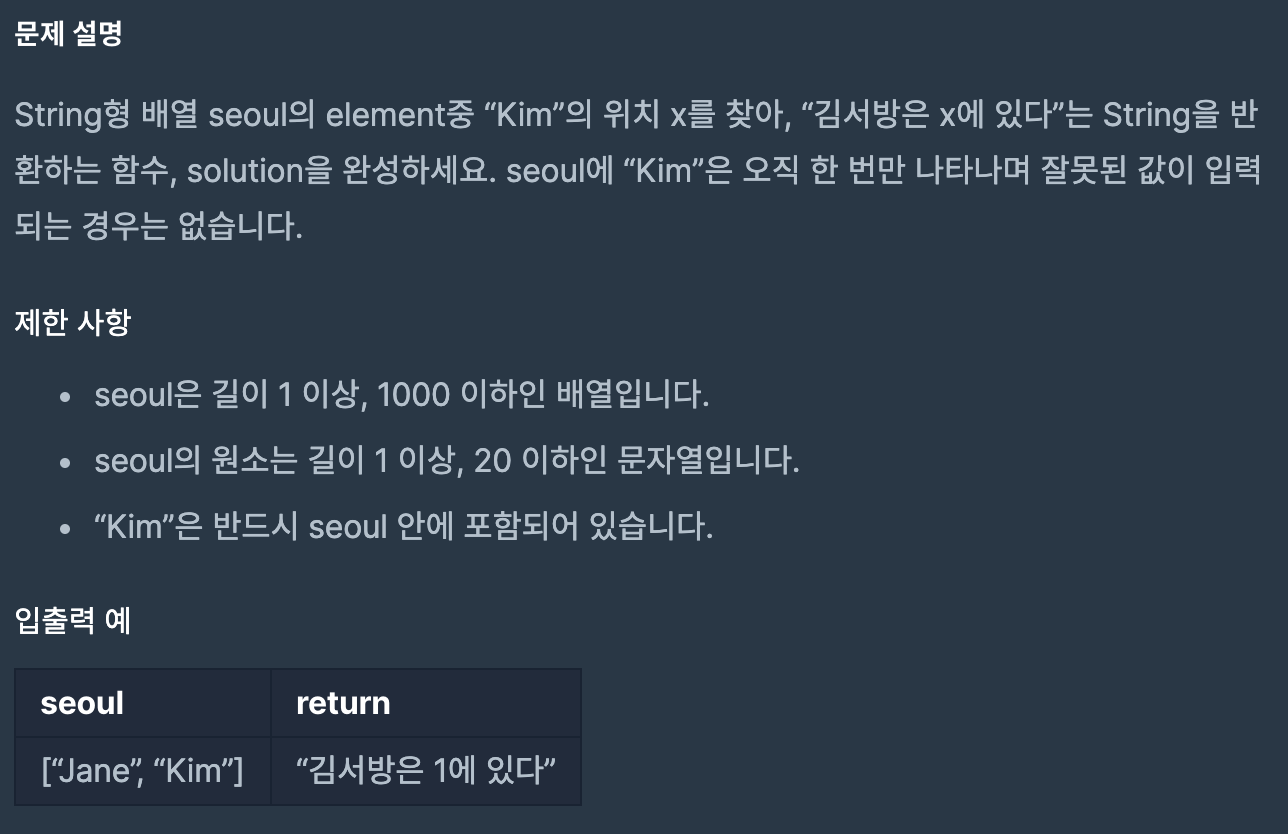 문제 설명
String형 배열 seoul의 element중 “Kim”의 위치 x를 찾아, “김서방은 x에 있다”는 String을 반
환하는 함수, solution을 완성하세요. seoul에 “Kim”은 오직 한 번만 나타나며 잘못된 값이 입력
되는 경우는 없습니다.
제한 사항
• seoul은 길이 1 이상, 1000 이하인 배열입니다.
• seoul의 원소는 길이 1 이상, 20 이하인 문자열입니다.
• “Kim”은 반드시 seoul 안에 포함되어 있습니다.
입출력 예
seoul return
[“Jane”, “Kim”] “김서방은 1에 있다”